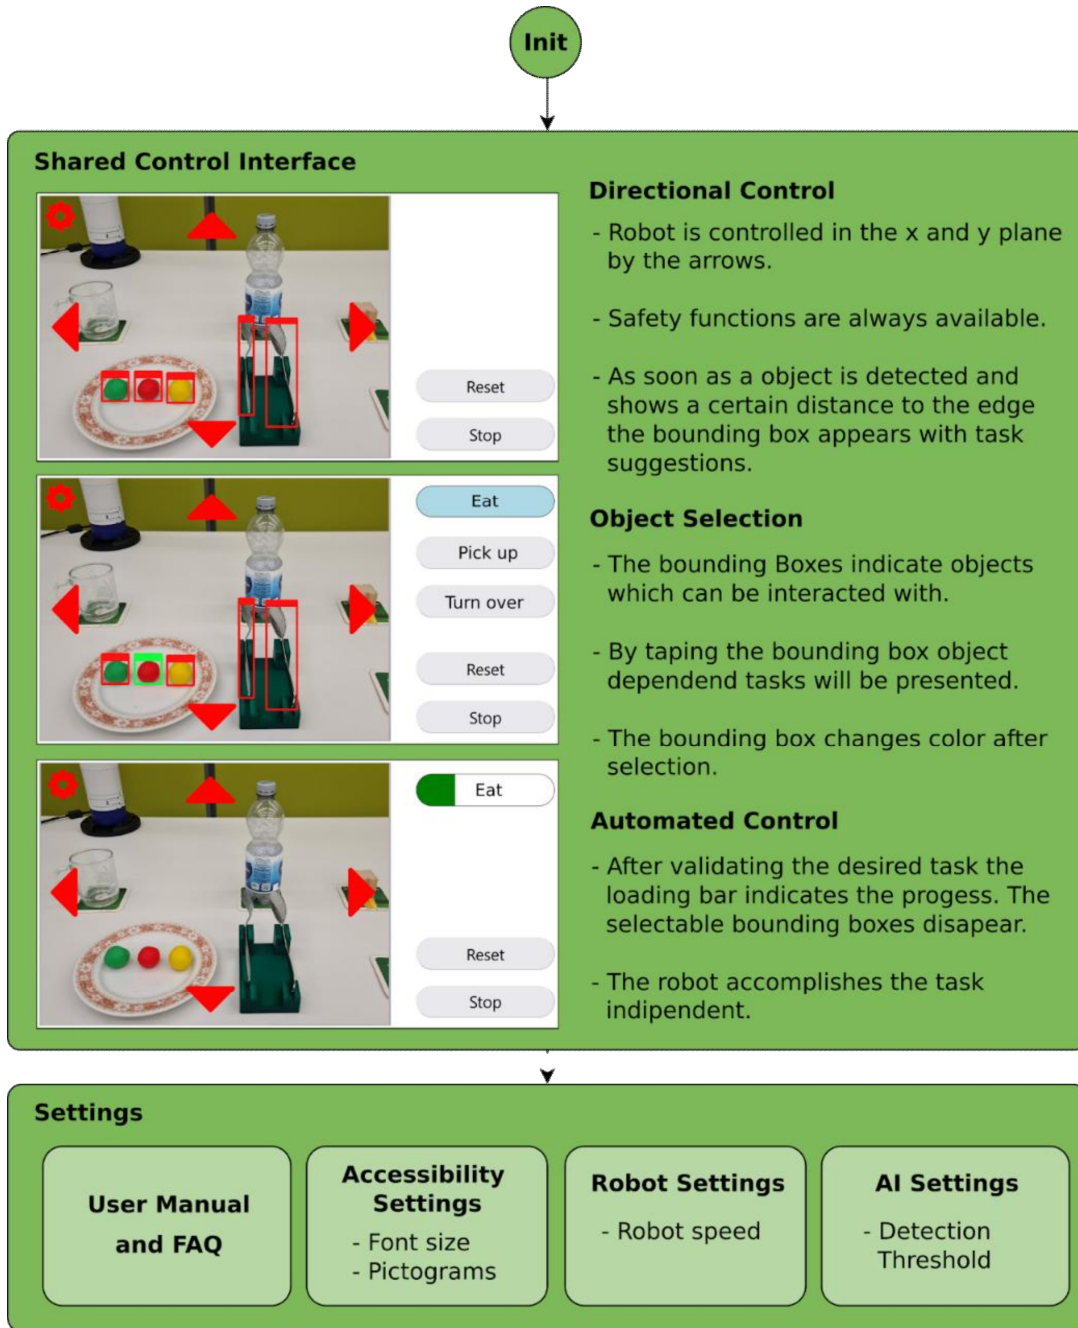 Init
Shared Control Interface
Reset
Stop
Eat
Pick up
Turn over
Reset
Stop
Eat
Reset
Stop
Directional Control
- Robot is controlled in the x and y plane
by the arrows.
- Safety functions are always available.
- As soon as a object is detected and
shows a certain distance to the edge
the bounding box appears with task
suggestions.
Object Selection
- The bounding Boxes indicate objects
which can be interacted with.
- By taping the bounding box object
dependend tasks will be presented.
- The bounding box changes color after
selection.
Automated Control
- After validating the desired task the
loading bar indicates the progess. The
selectable bounding boxes disapear.
- The robot accomplishes the task
indipendent.
Settings
User Manual
and FAQ
Accessibility
Settings
- Font size
- Pictograms
Robot Settings
- Robot speed
AI Settings
- Detection
Threshold